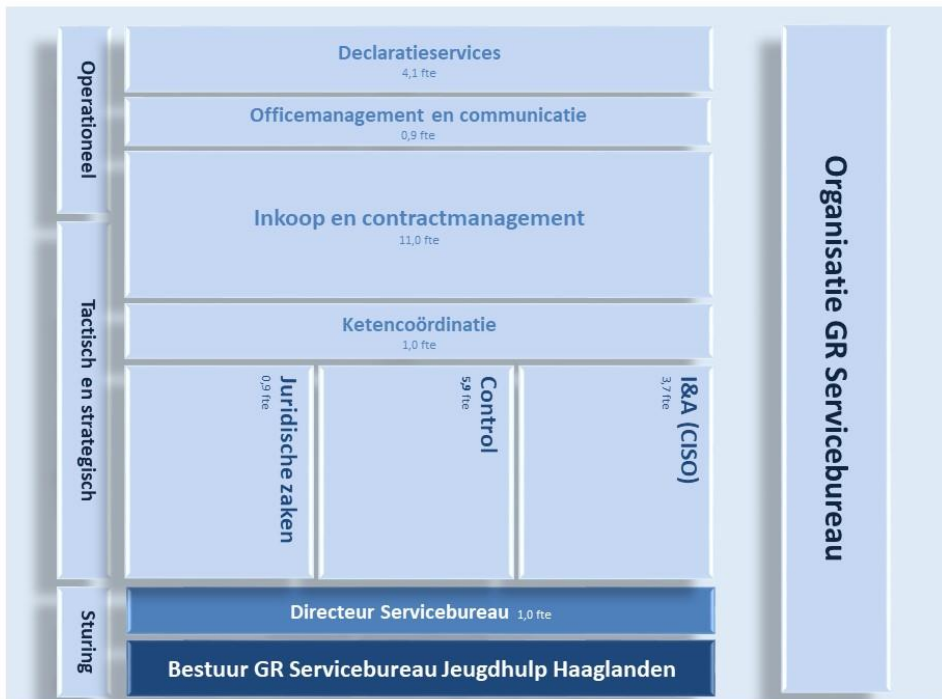 Operationeel
Declaratieservices
4,1 fte
Officemanagement en communicatie
0,9 fte
Inkoop en contractmanagement
11,0 fte
Tactisch en strategisch
Ketencoördinatie
1,0 fte
Juridische zaken
0,9 fte
Control
5,9 fte
I&A (CISO)
3,7 fte
Sturing
Directeur Servicebureau 1,0 fte
Bestuur GR Servicebureau Jeugdhulp Haaglanden
Organisatie GR Servicebureau